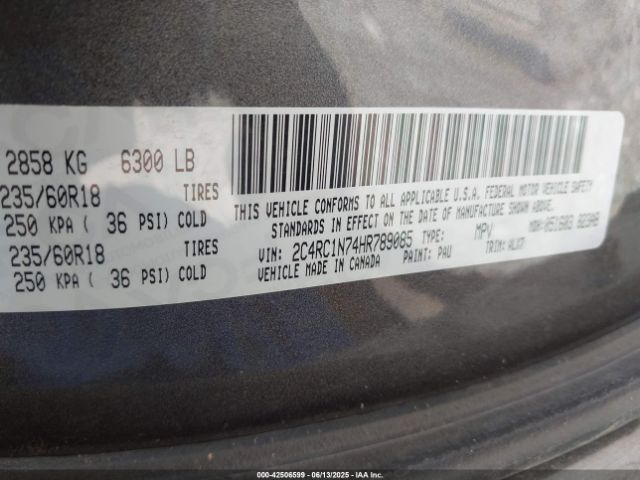 2858 KG 6300 LB
235/60R18 TIRES
250 KPA ( 36 PSI) COLD
235/60R18 TIRES
250 KPA ( 36 PSI) COLD
THIS VEHICLE CONFORMS TO ALL APPLICABLE U.S.A. FEDERAL MOTOR VEHICLE SAFETY
STANDARDS IN EFFECT ON THE DATE OF MANUFACTURE SHOWN ABOVE.
VIN: 2C4RC1N74HR789085 TYPE: MPV
VEHICLE MADE IN CANADA PAINT: PAU TRIM:
000-42506599 - 06/13/2025 - IAA Inc.